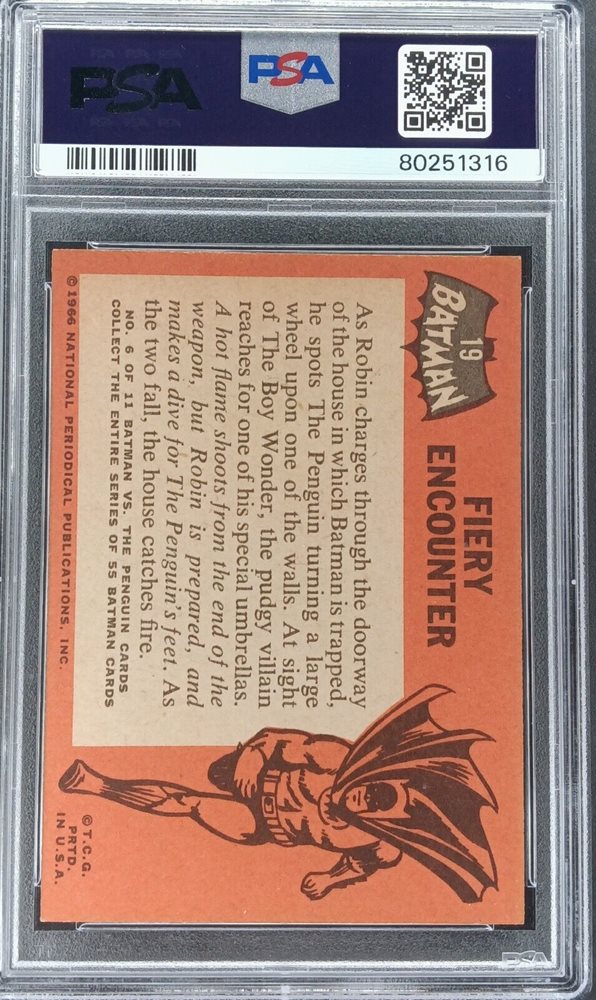 PSA
PSA
80251316
19
BATMAN
FIERY
ENCOUNTER
As Robin charges through the doorway
of the house in which Batman is trapped,
he spots The Penguin turning a large
wheel upon one of the walls. At sight
of The Boy Wonder, the pudgy villain
reaches for one of his special umbrellas.
A hot flame shoots from the end of the
weapon, but Robin is prepared, and
makes a dive for The Penguin's feet. As
the two fall, the house catches fire.
NO. 6 OF 11 BATMAN VS. THE PENGUIN CARDS
COLLECT THE ENTIRE SERIES OF 55 BATMAN CARDS
©1966 NATIONAL PERIODICAL PUBLICATIONS, INC.
©T.C.G.
PRTD.
IN U.S.A.
PSA